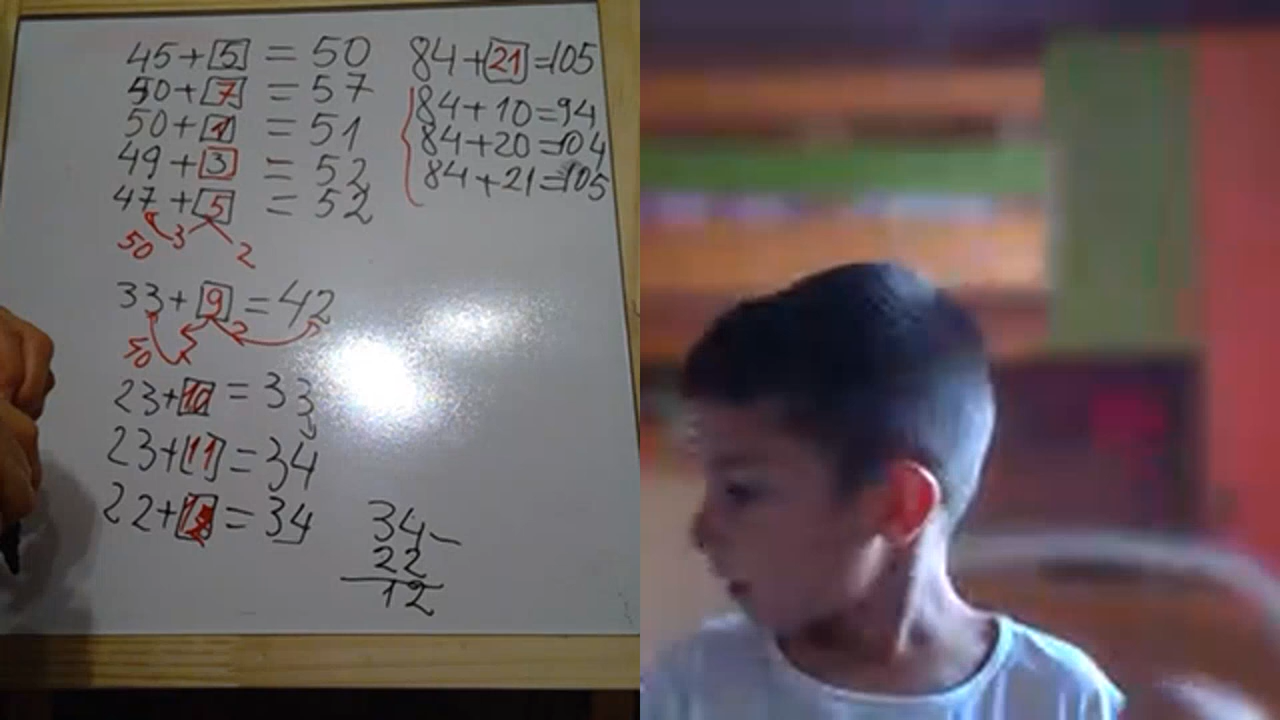 45+5 = 50
50+7 = 57
50+1 = 51
49+3 = 52
47+5 = 52
50 3 2
33+9 = 42
50 2
23+10 = 33
23+11 = 34
22+ = 34
84+21=105
84+10=94
84+20=104
84+21=105
34-
22
12